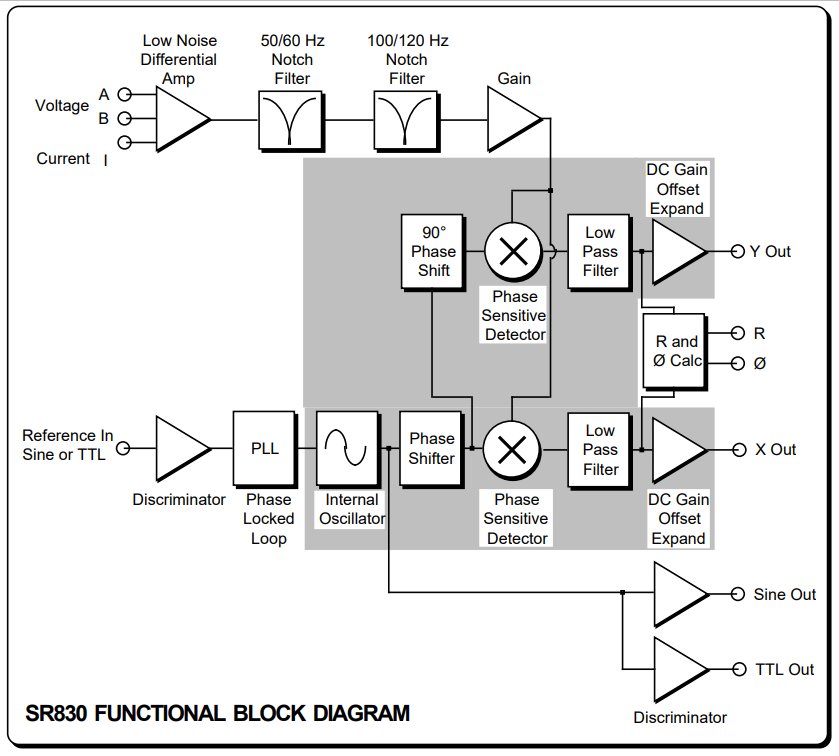 Low Noise
Differential
Amp
50/60 Hz
Notch
Filter
100/120 Hz
Notch
Filter
Gain
Voltage
A
B
Current
I
DC Gain
Offset
Expand
90°
Phase
Shift
Low
Pass
Filter
Y Out
Phase
Sensitive
Detector
R and
Ø Calc
R
Ø
Reference In
Sine or TTL
PLL
Phase
Shifter
Low
Pass
Filter
X Out
Discriminator
Phase
Locked
Loop
Internal
Oscillator
Phase
Sensitive
Detector
DC Gain
Offset
Expand
Sine Out
TTL Out
Discriminator
SR830 FUNCTIONAL BLOCK DIAGRAM